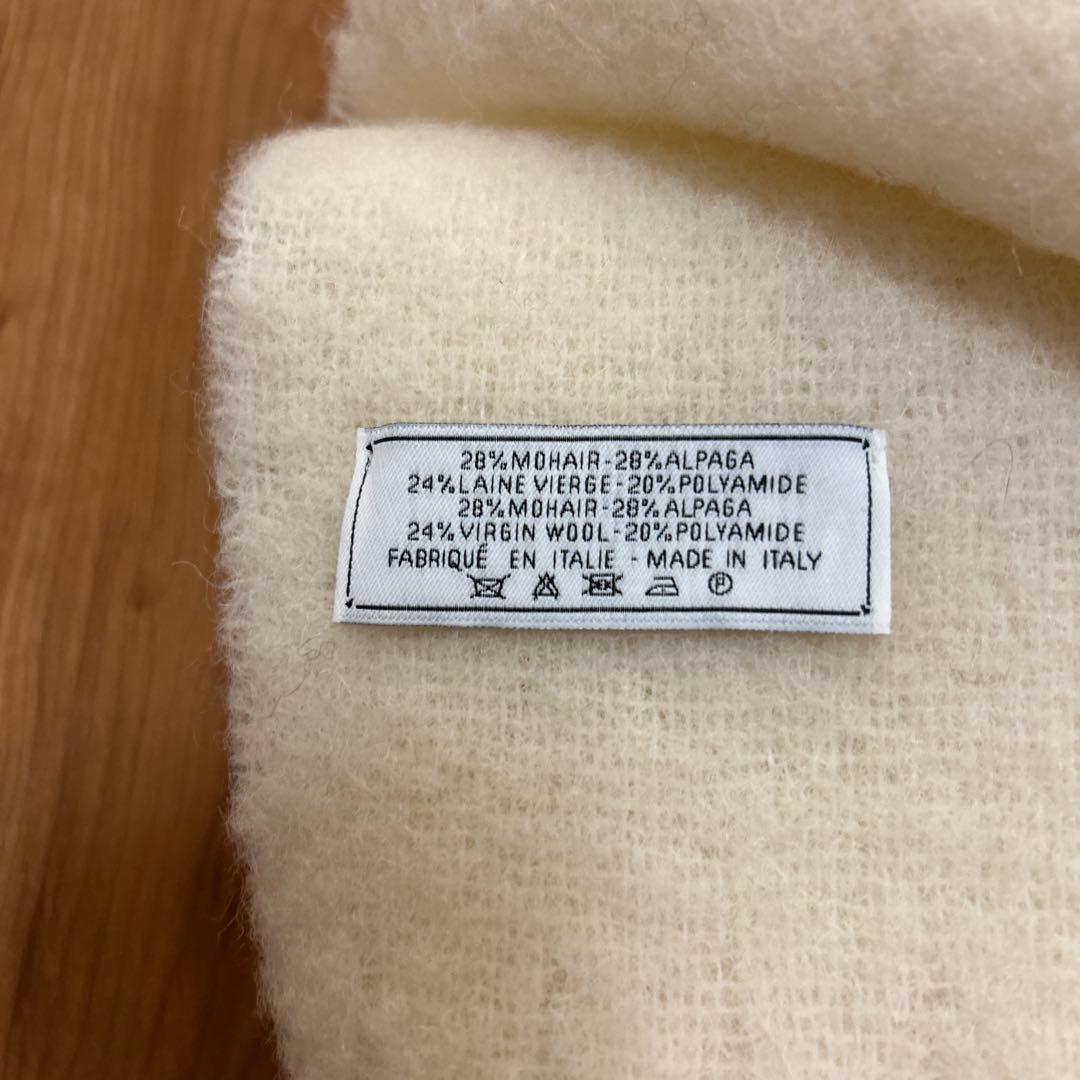 28%MOHAIR-28%ALPAGA
24%LAINE VIERGE-20%POLYAMIDE
28%MOHAIR-28%ALPAGA
24%VIRGIN WOOL-20%POLYAMIDE
FABRIQUÉ EN ITALIE - MADE IN ITALY
P